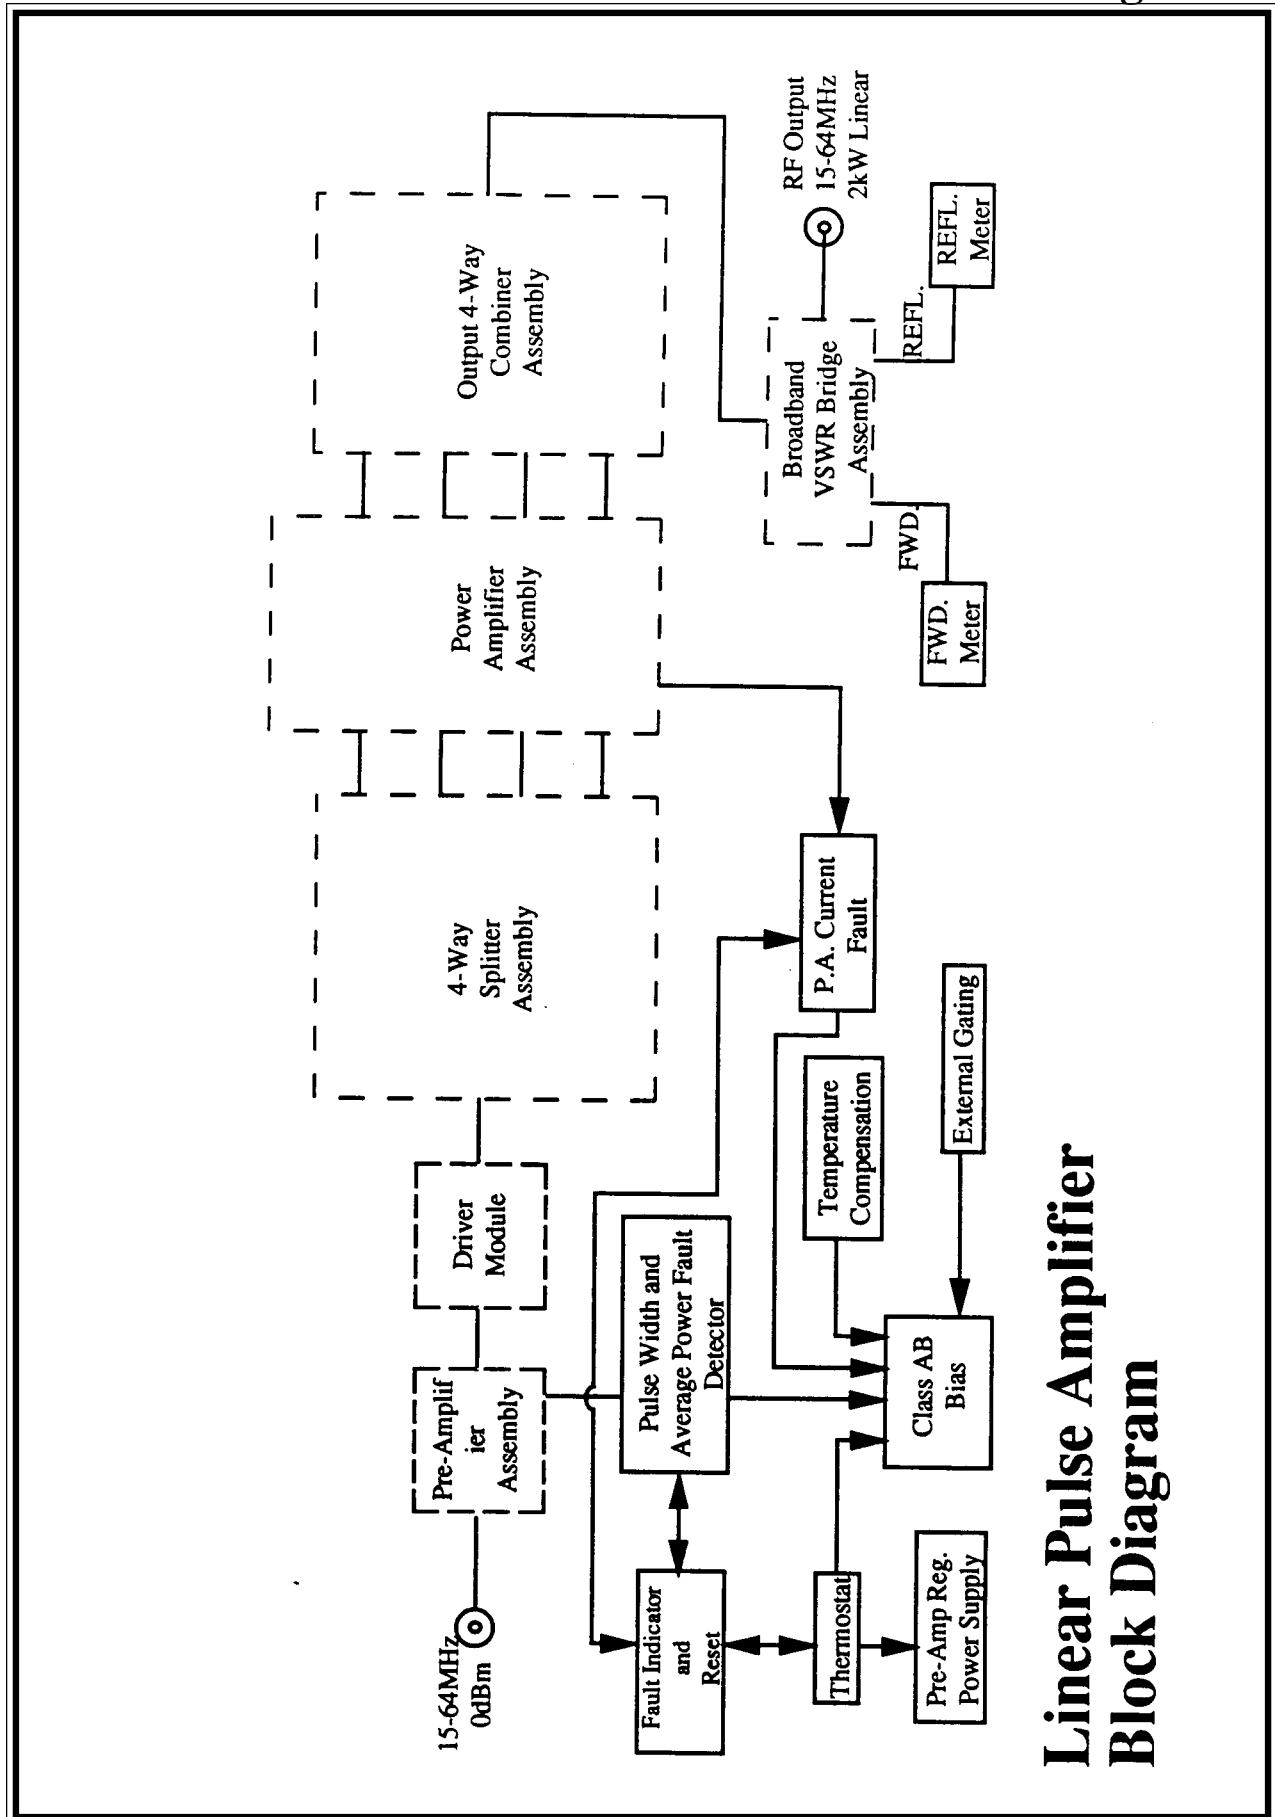 15-64MHz
0dBm
Pre-Amplif
ier
Assembly
Driver
Module
4-Way
Splitter
Assembly
Power
Amplifier
Assembly
Output 4-Way
Combiner
Assembly
Fault Indicator
and
Reset
Pulse Width and
Average Power Fault
Detector
P.A. Current
Fault
Broadband
VSWR Bridge
Assembly
RF Output
15-64MHz
2kW Linear
FWD.
REFL.
FWD.
Meter
REFL.
Meter
Thermostat
Temperature
Compensation
Class AB
Bias
External Gating
Pre-Amp Reg.
Power Supply
Linear Pulse Amplifier
Block Diagram